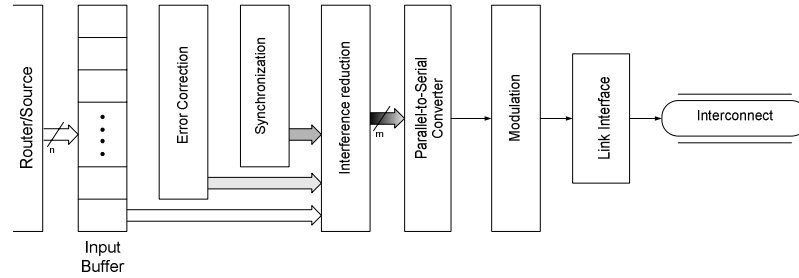 Router/Source
n
Input
Buffer
Error Correction
Synchronization
Interference reduction
m
Parallel-to-Serial
Converter
Modulation
Link Interface
Interconnect